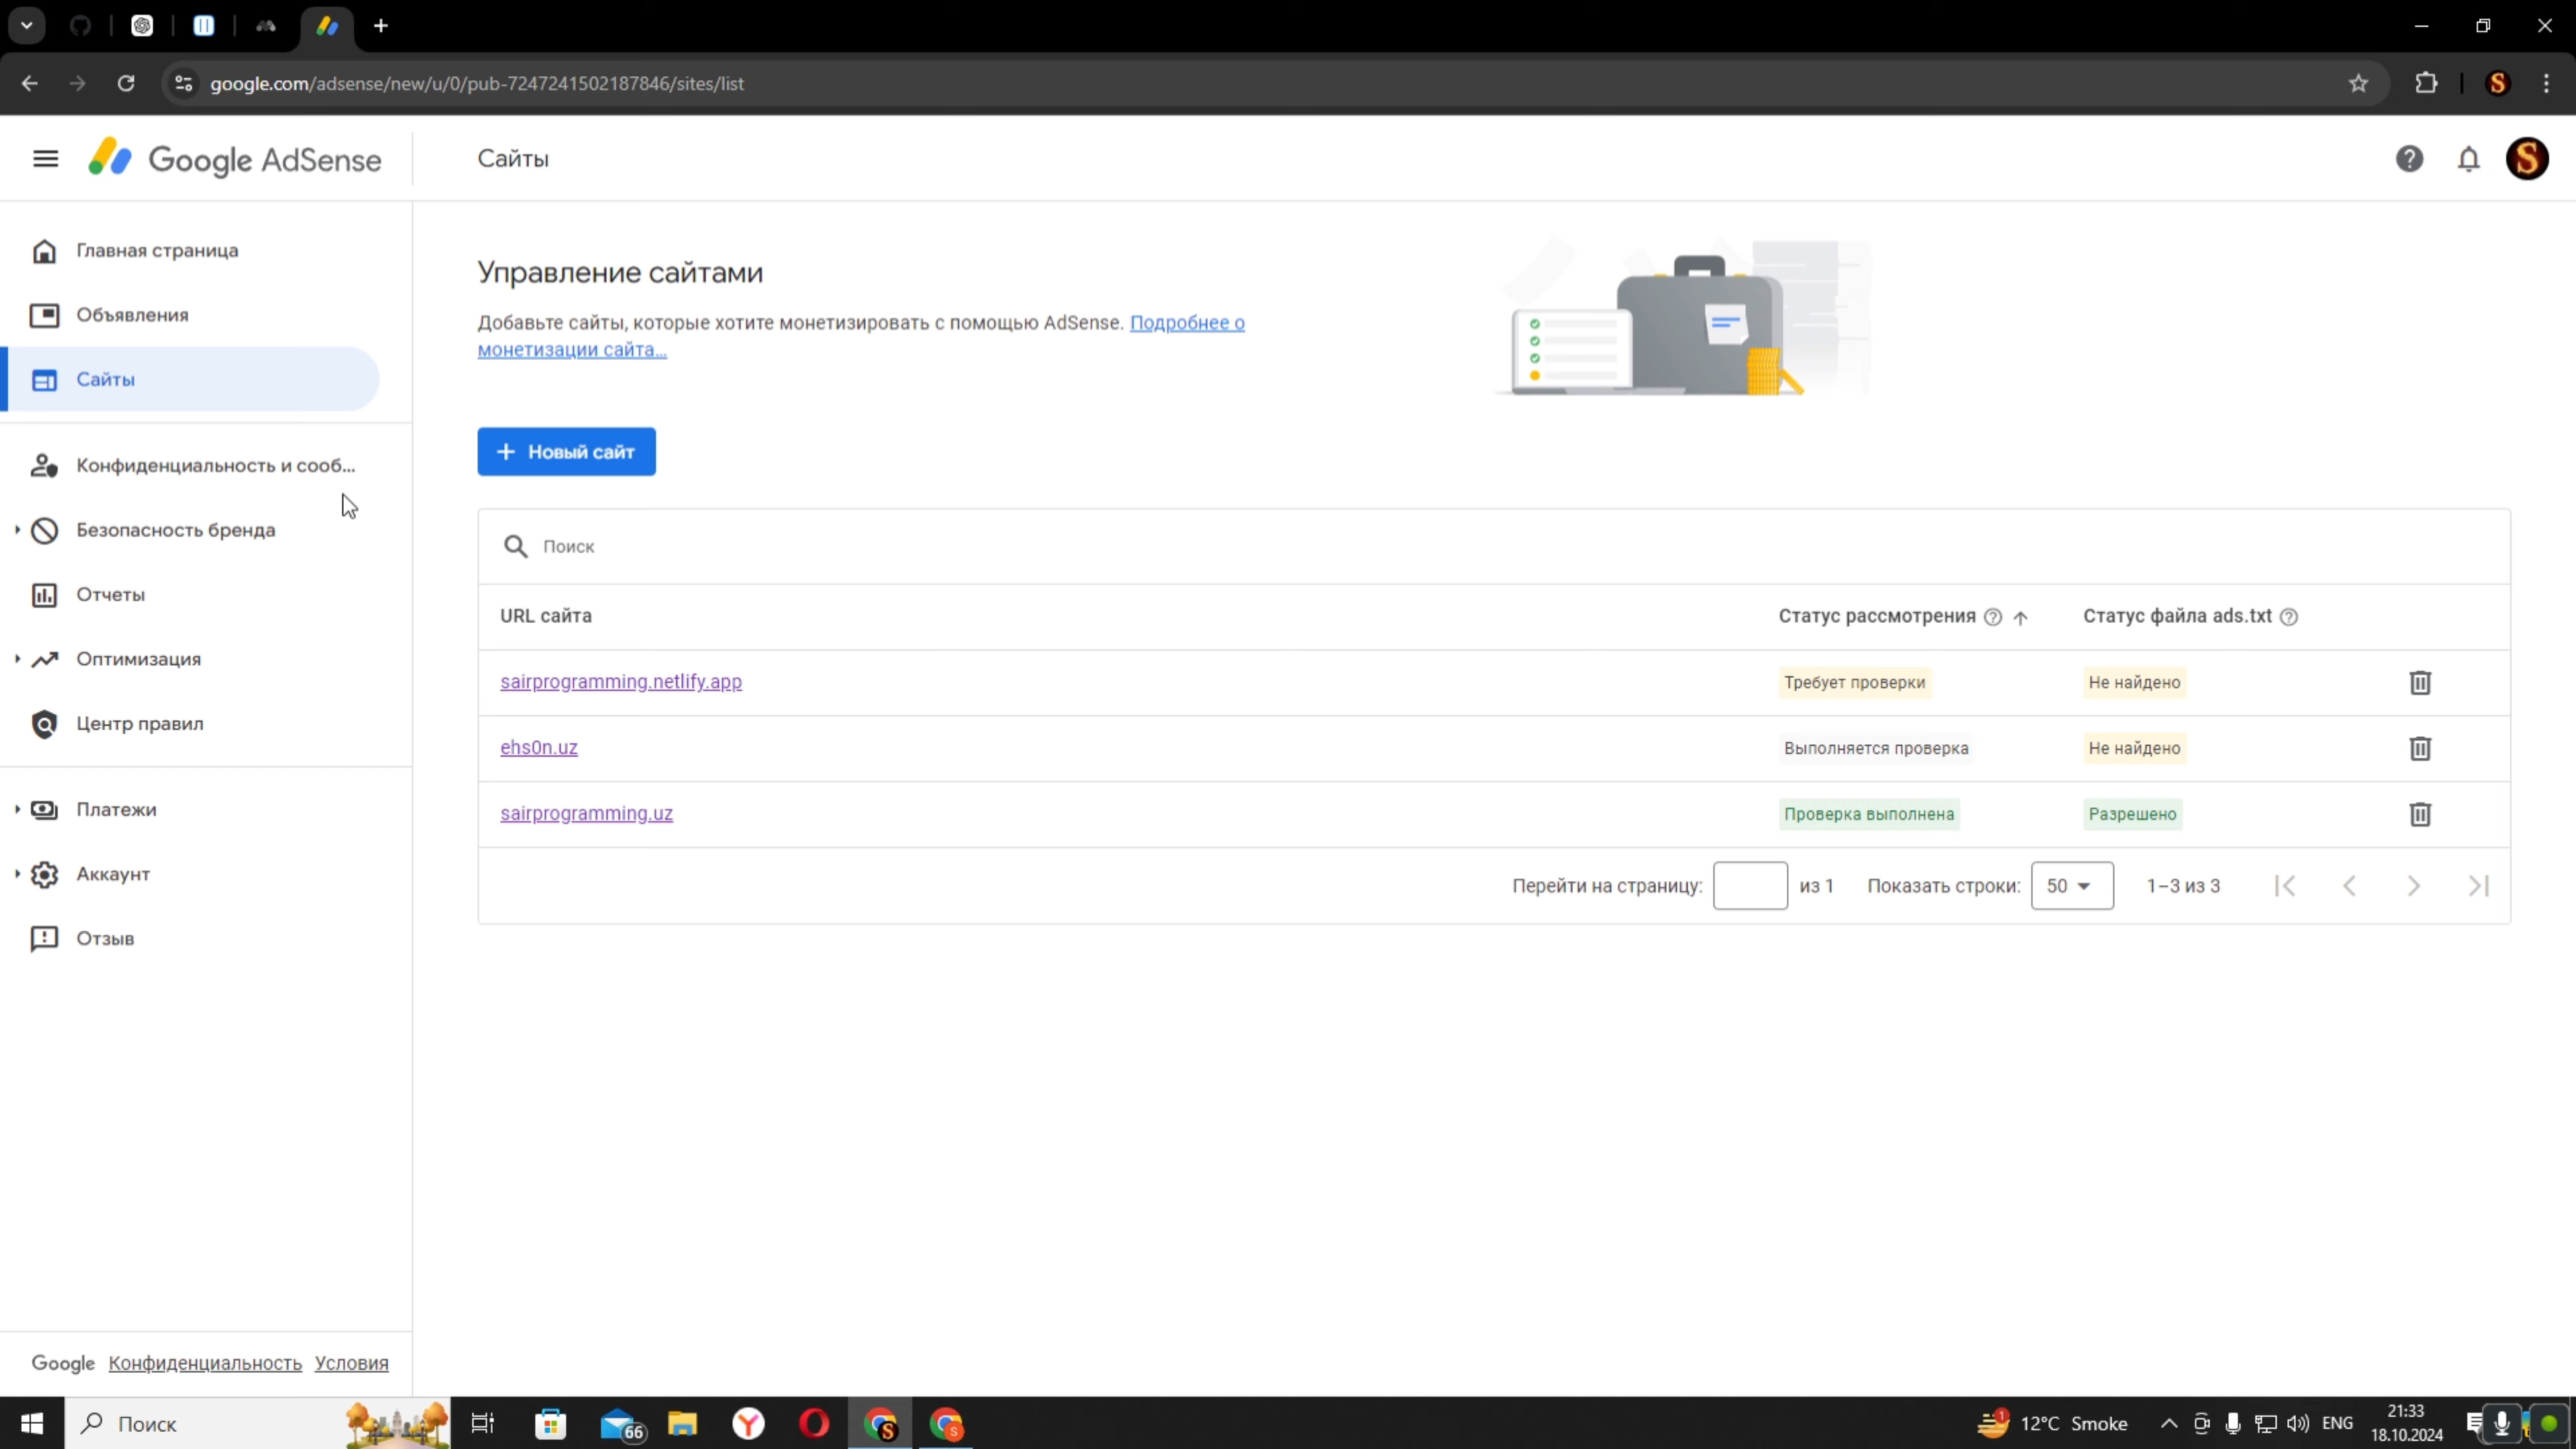 google.com/adsense/new/u/0/pub-7247241502187846/sites/list
S
Google AdSense
Сайты
S
Главная страница
Объявления
Сайты
Конфиденциальность и сооб...
Безопасность бренда
Отчеты
Оптимизация
Центр правил
Платежи
Аккаунт
Отзыв
Google Конфиденциальность Условия
Управление сайтами
Добавьте сайты, которые хотите монетизировать с помощью AdSense. Подробнее о
монетизации сайта...
Новый сайт
Поиск
URL сайта Статус рассмотрения Статус файла ads.txt
sairprogramming.netlify.app Требует проверки Не найдено
ehs0n.uz Выполняется проверка Не найдено
sairprogramming.uz Проверка выполнена Разрешено
Перейти на страницу: из 1 Показать строки: 50 1–3 из 3
Поиск 66 S S 1 12°C Smoke ENG 21:33
18.10.2024